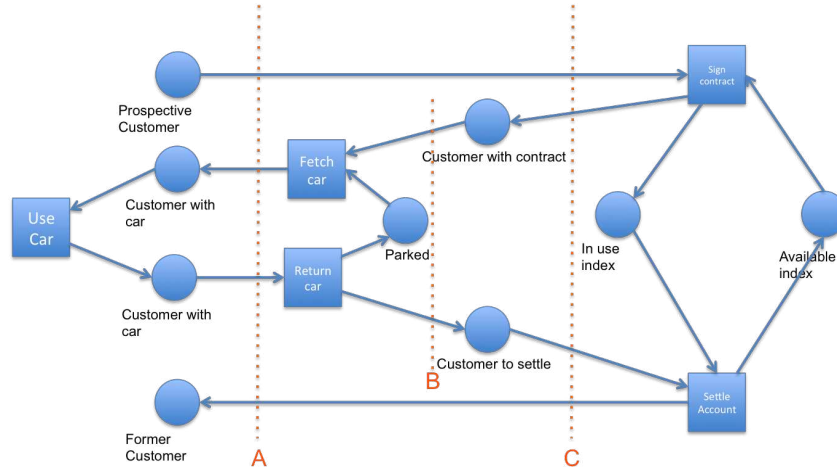 Sign
contract
Prospective
Customer
Customer with contract
Fetch
car
Customer with
car
Use
Car
In use
index
Available
index
Parked
Return
car
Customer with
car
Customer to settle
B
Settle
Account
Former
Customer
A
C